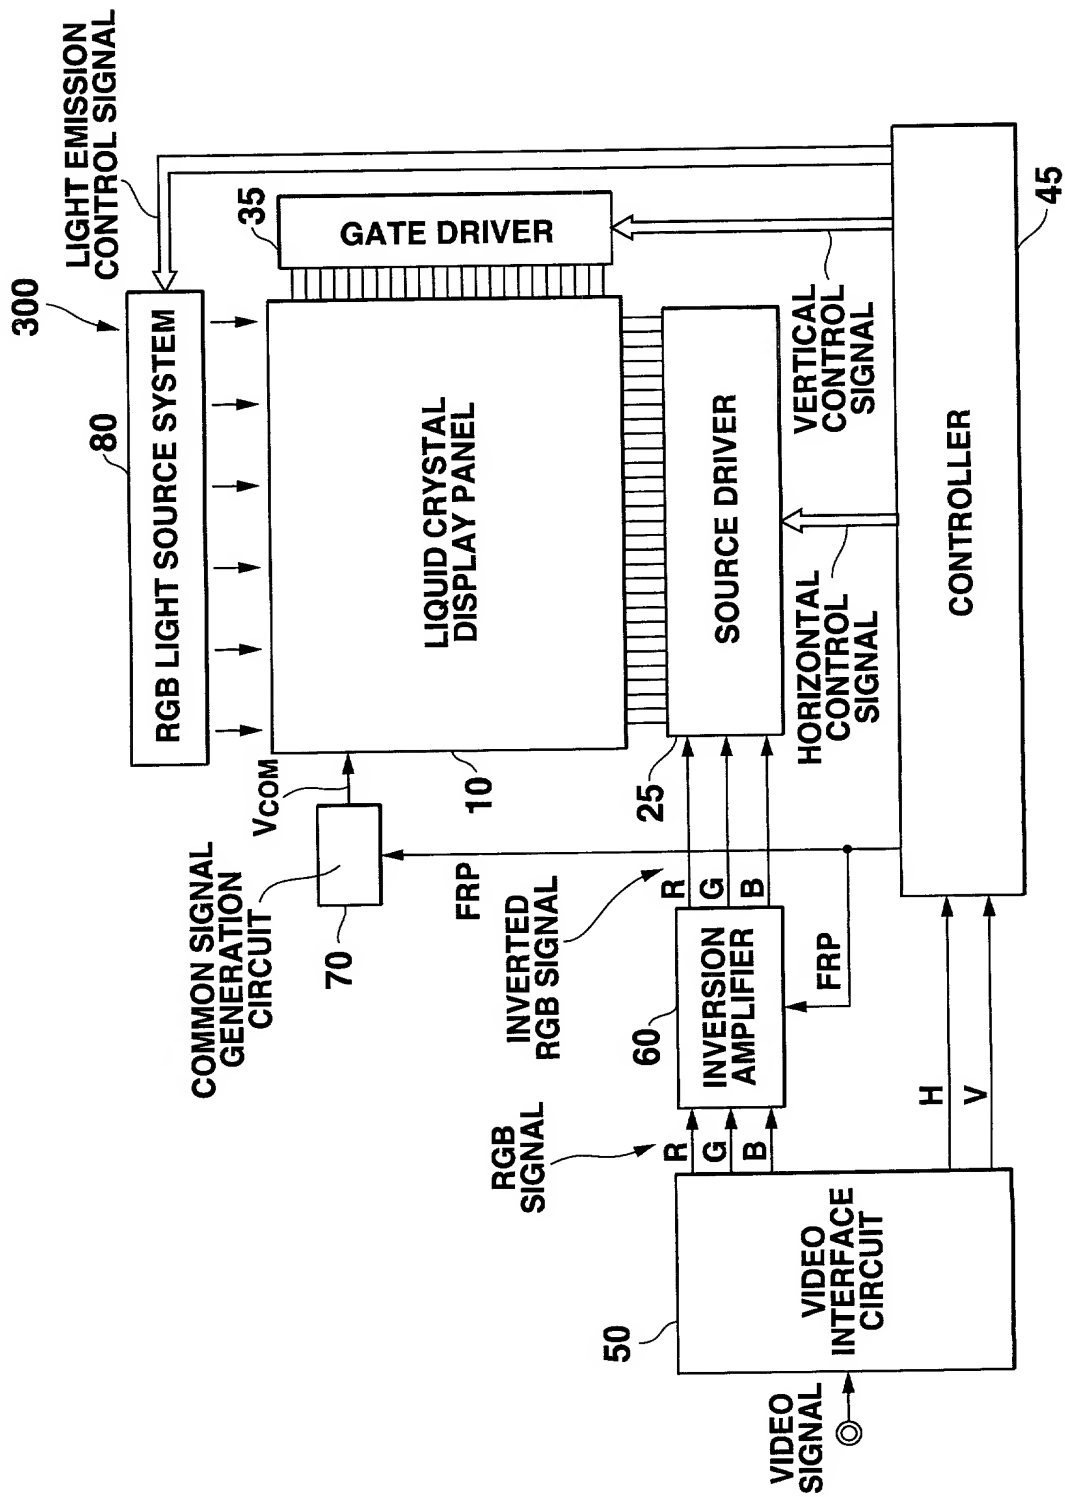 300
80
RGB LIGHT SOURCE SYSTEM
LIGHT EMISSION
CONTROL SIGNAL
35
GATE DRIVER
LIQUID CRYSTAL
DISPLAY PANEL
10
VCOM
COMMON SIGNAL
GENERATION
CIRCUIT
70
FRP
SOURCE DRIVER
25
VERTICAL
CONTROL
SIGNAL
HORIZONTAL
CONTROL
SIGNAL
CONTROLLER
45
INVERTED
RGB SIGNAL
R
G
B
60
INVERSION
AMPLIFIER
FRP
RGB
SIGNAL
R
G
B
H
V
50
VIDEO
INTERFACE
CIRCUIT
VIDEO
SIGNAL